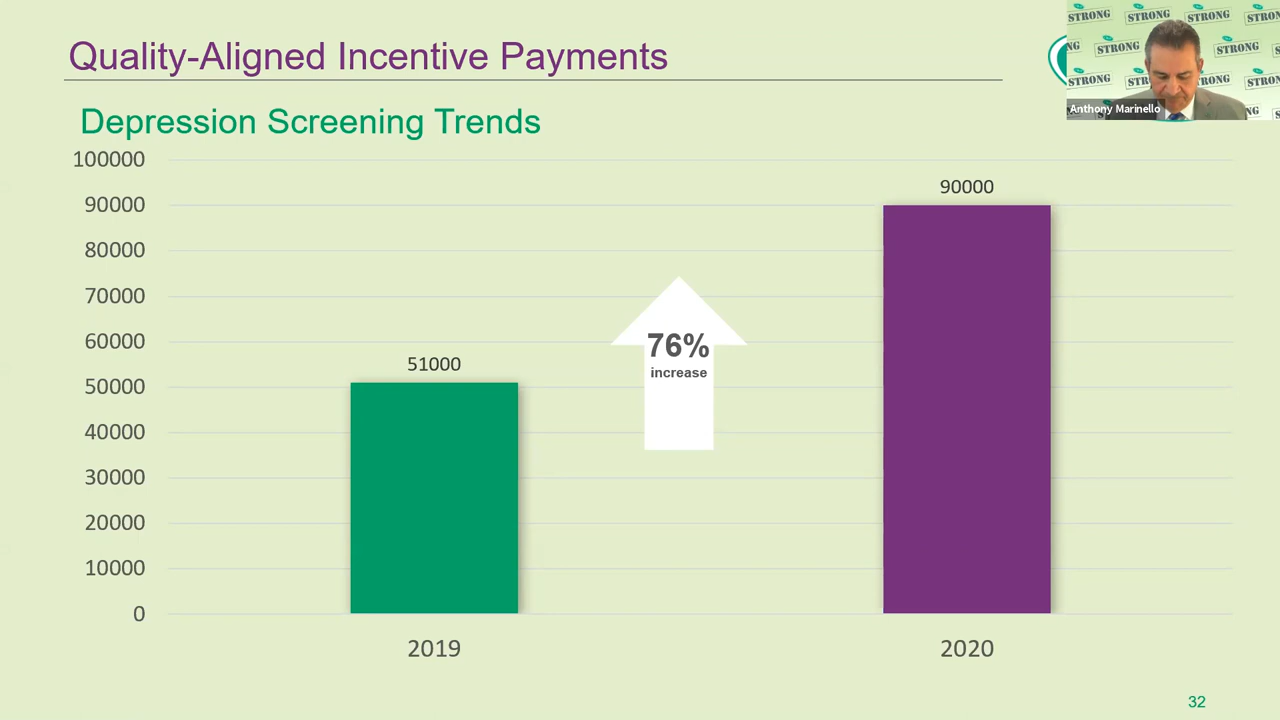 Quality-Aligned Incentive Payments
STRONG STRONG STRONG STRONG
STRONG STRONG
STRONG STRONG STRONG
Anthony Marinello
Depression Screening Trends
100000
90000
80000
70000
60000
50000
40000
30000
20000
10000
0
51000
90000
76%
increase
2019 2020
32